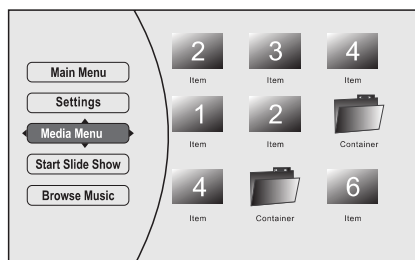 Main Menu
Settings
Media Menu
Start Slide Show
Browse Music
2 3 4
Item Item Item
1 2
Item Item Container
4 6
Item Container Item